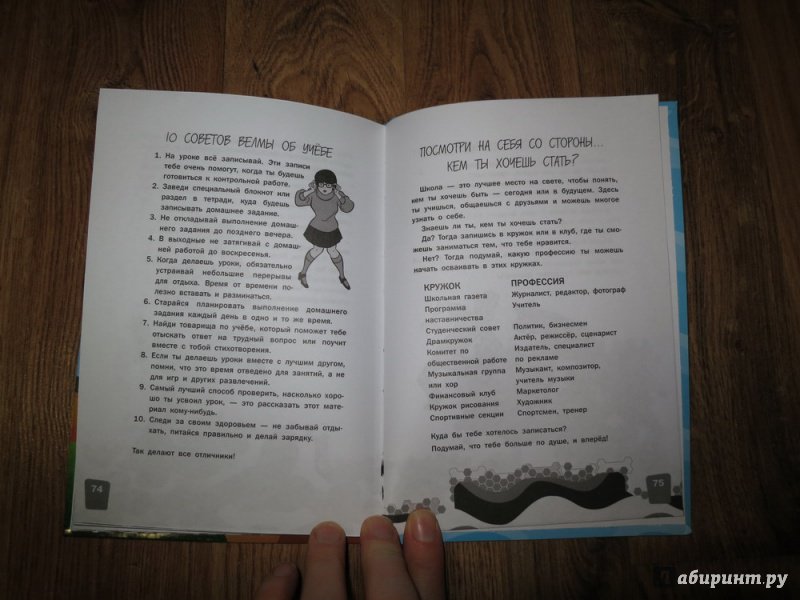 10 СОВЕТОВ ВЕЛМЫ ОБ УЧЁБЕ
1. На уроке всё записывай. Эти записи
тебе очень помогут, когда ты будешь
готовиться к контрольной работе.
2. Заведи специальный блокнот или
раздел в тетради, куда будешь
записывать домашнее задание.
3. Не откладывай выполнение домаш-
него задания до позднего вечера.
4. В выходные не затягивай с домаш-
ней работой до воскресенья.
5. Когда делаешь уроки, обязательно
устраивай небольшие перерывы
для отдыха. Время от времени по-
лезно вставать и разминаться.
6. Старайся планировать выполнение домашнего
задания каждый день в одно и то же время.
7. Найди товарища по учёбе, который поможет тебе
отыскать ответ на трудный вопрос или поучит
вместе с тобой стихотворения.
8. Если ты делаешь уроки вместе с лучшим другом,
помни, что это время отведено для занятий, а не
для игр и других развлечений.
9. Самый лучший способ проверить, насколько хоро-
шо ты усвоил урок, — это рассказать этот мате-
риал кому-нибудь.
10. Следи за своим здоровьем — не забывай отды-
хать, питайся правильно и делай зарядку.
Так делают все отличники!
74
ПОСМОТРИ НА СЕБЯ СО СТОРОНЫ...
КЕМ ТЫ ХОЧЕШЬ СТАТЬ?
Школа — это лучшее место на свете, чтобы понять,
кем ты хочешь быть — сегодня или в будущем. Здесь
ты учишься, общаешься с друзьями и можешь многое
узнать о себе.
Знаешь ли ты, кем ты хочешь стать?
Да? Тогда запишись в кружок или в клуб, где ты смо-
жешь заниматься тем, что тебе нравится.
Нет? Тогда подумай, какую профессию ты можешь
начать осваивать в этих кружках.
КРУЖОК ПРОФЕССИЯ
Школьная газета Журналист, редактор, фотограф
Программа Учитель
наставничества
Студенческий совет Политик, бизнесмен
Драмкружок Актёр, режиссёр, сценарист
Комитет по Издатель, специалист
общественной работе по рекламе
Музыкальная группа Музыкант, композитор,
или хор учитель музыки
Финансовый клуб Маркетолог
Кружок рисования Художник
Спортивные секции Спортсмен, тренер
Куда бы тебе хотелось записаться?
Подумай, что тебе больше по душе, и вперёд!
75
Лабиринт.ру